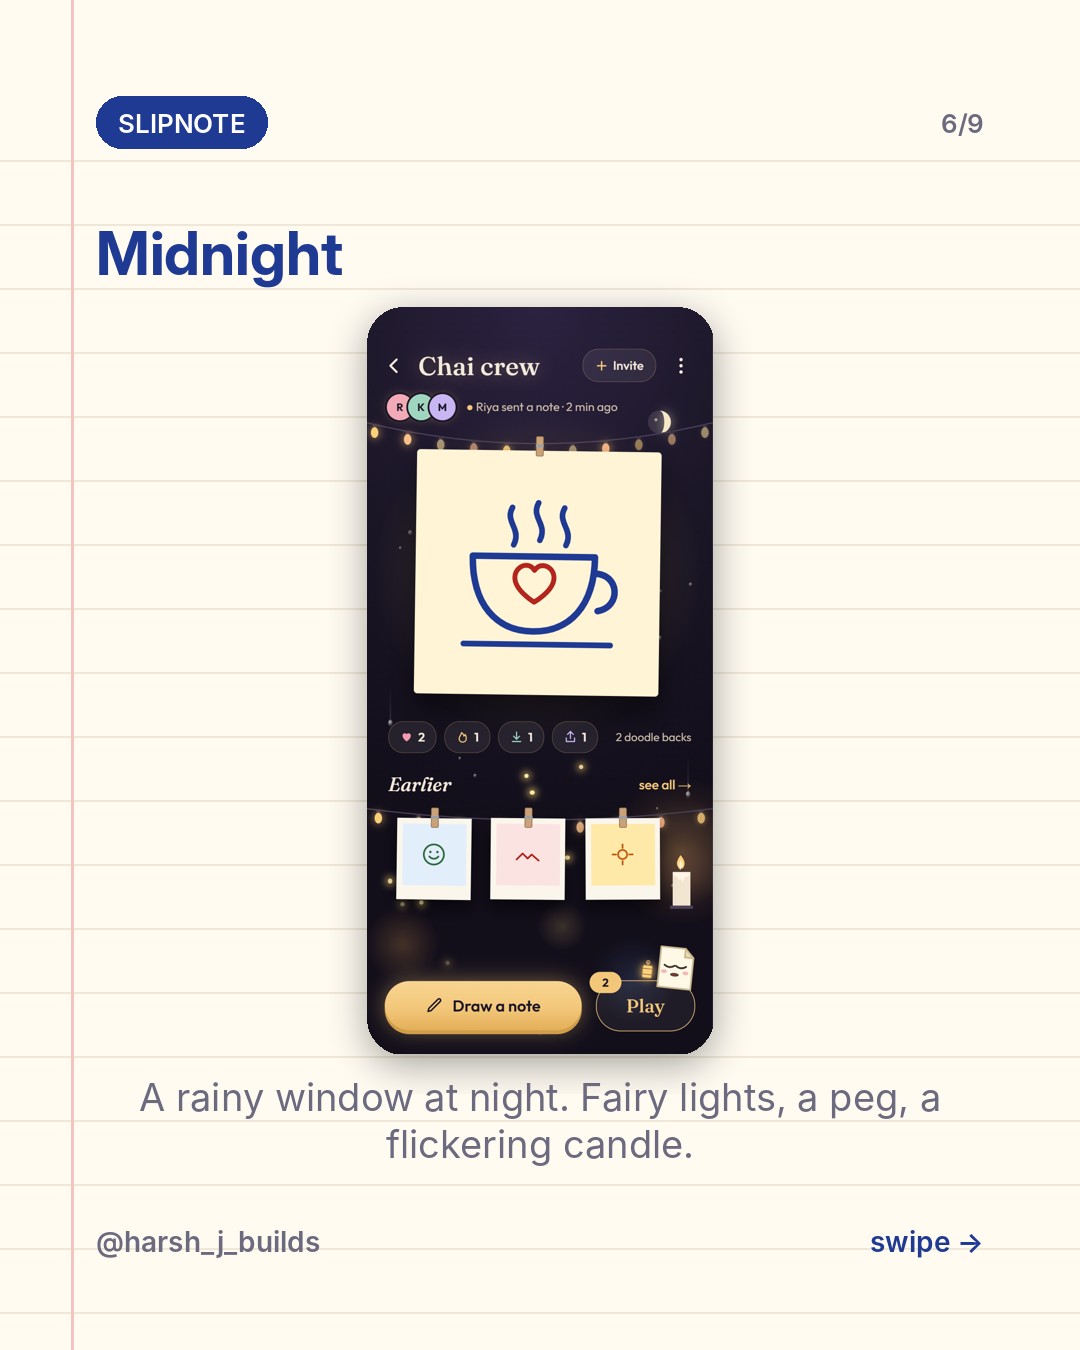 SLIPNOTE
6/9
Midnight
Chai crew
+ Invite
R K M
Riya sent a note · 2 min ago
2
1
1
1
2 doodle backs
Earlier
see all →
2
Draw a note
Play
A rainy window at night. Fairy lights, a peg, a
flickering candle.
@harsh_j_builds
swipe →